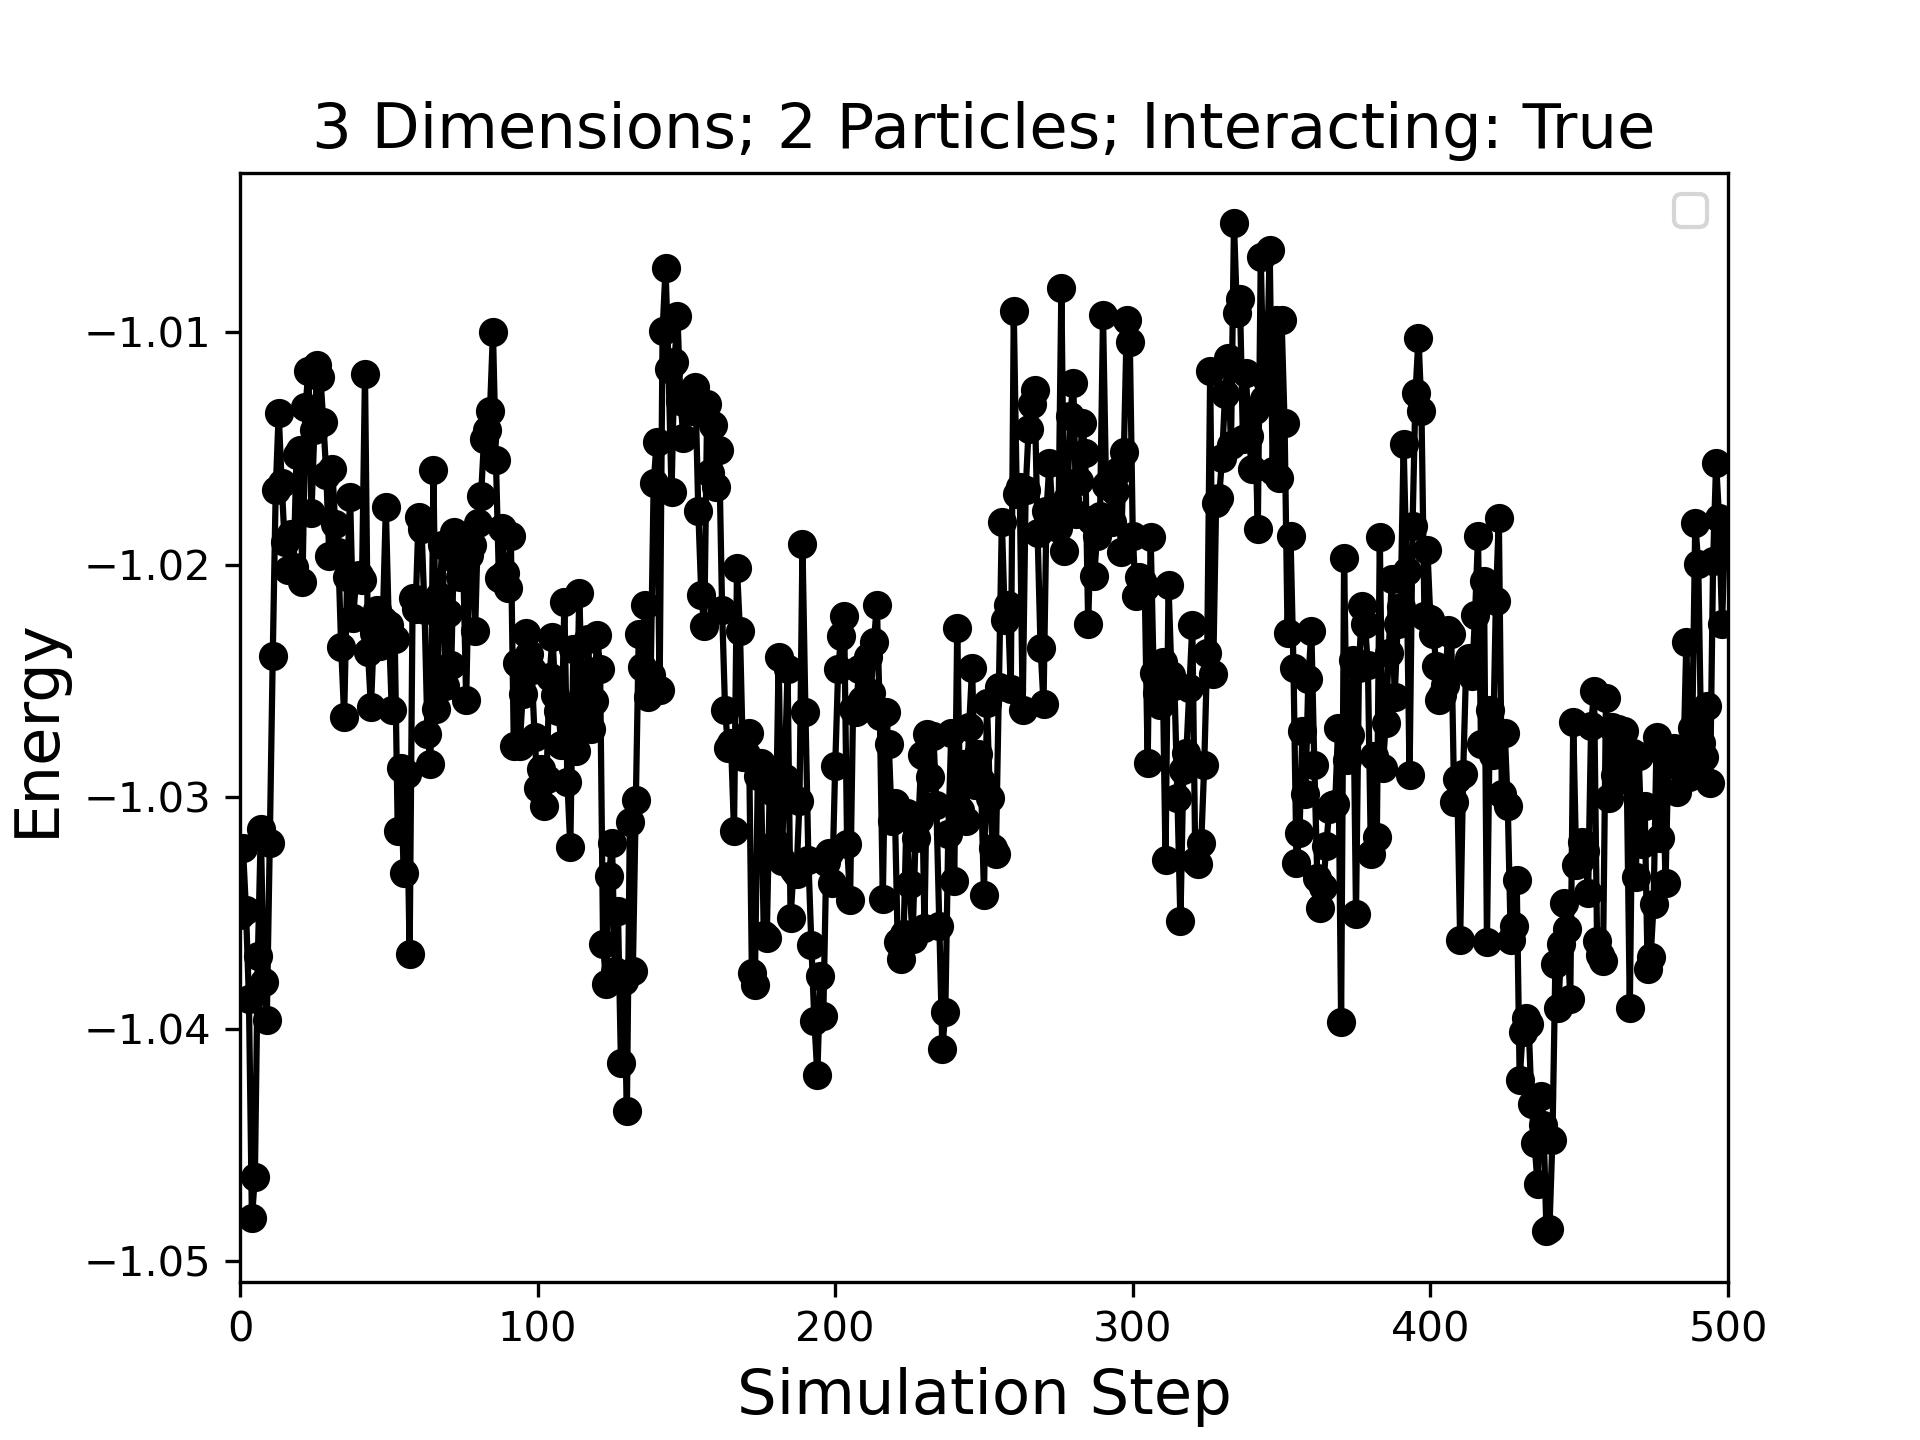 3 Dimensions; 2 Particles; Interacting: True
Energy
−1.01
−1.02
−1.03
−1.04
−1.05
0 100 200 300 400 500
Simulation Step